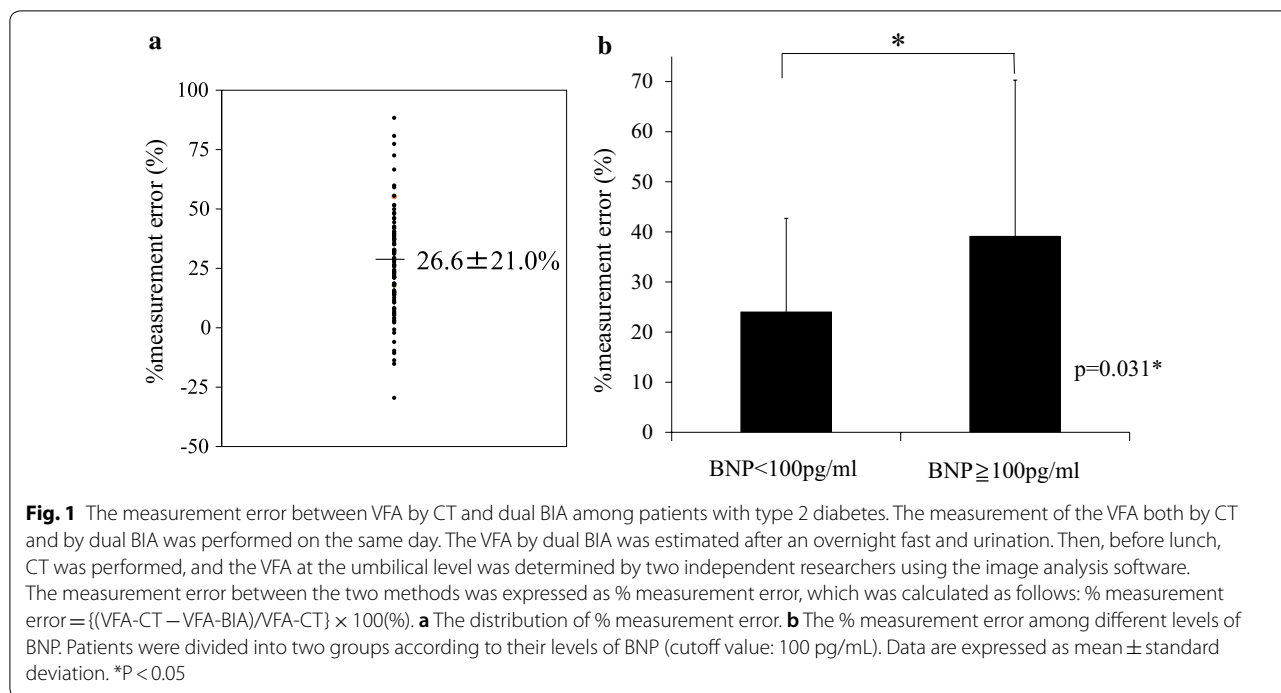 a
%measurement error (%)
100
75
50
25
0
-25
-50
26.6±21.0%
b
%measurement error (%)
70
60
50
40
30
20
10
0
*
p=0.031*
BNP<100pg/ml
BNP≧100pg/ml
Fig. 1 The measurement error between VFA by CT and dual BIA among patients with type 2 diabetes. The measurement of the VFA both by CT
and by dual BIA was performed on the same day. The VFA by dual BIA was estimated after an overnight fast and urination. Then, before lunch,
CT was performed, and the VFA at the umbilical level was determined by two independent researchers using the image analysis software.
The measurement error between the two methods was expressed as % measurement error, which was calculated as follows: % measurement
error = {(VFA-CT − VFA-BIA)/VFA-CT} × 100(%). a The distribution of % measurement error. b The % measurement error among different levels of
BNP. Patients were divided into two groups according to their levels of BNP (cutoff value: 100 pg/mL). Data are expressed as mean ± standard
deviation. *P < 0.05